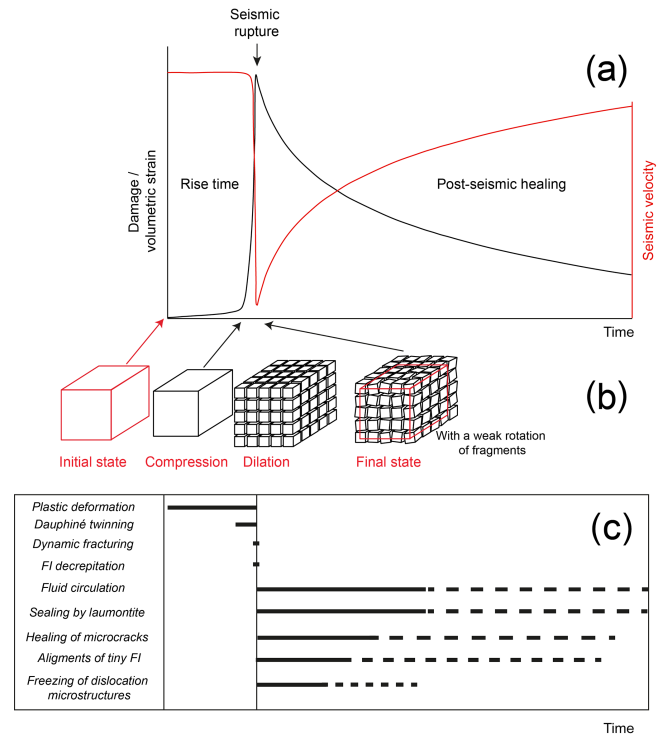 Seismic
rupture
(a)
Damage /
volumetric strain
Rise time
Post-seismic healing
Seismic velocity
Time
(b)
With a weak rotation
of fragments
Initial state
Compression
Dilation
Final state
(c)
Plastic deformation
Dauphiné twinning
Dynamic fracturing
FI decrepitation
Fluid circulation
Sealing by laumontite
Healing of microcracks
Aligments of tiny FI
Freezing of dislocation
microstructures
Time